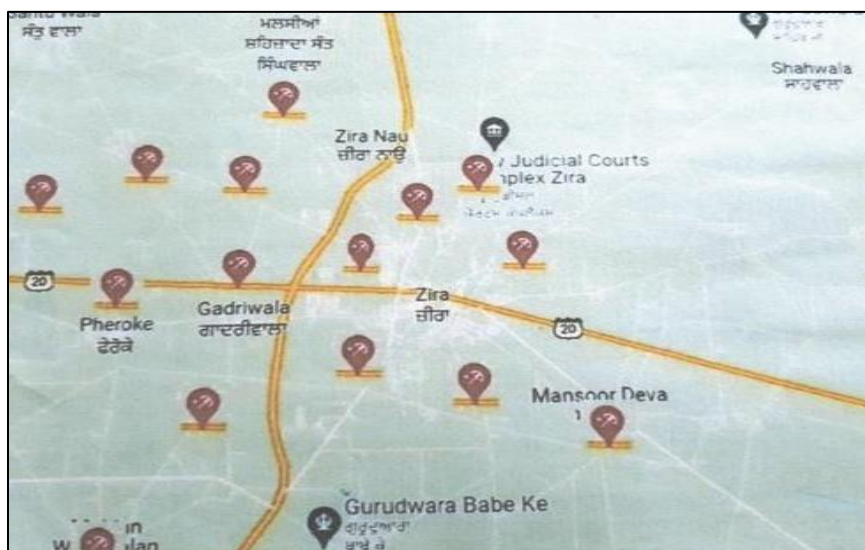 ਸੰਤੂ ਵਾਲਾ
ਮਲਸੀਆਂ
ਸ਼ਹਿਜ਼ਾਦਾ ਸੰਤ
ਸਿੰਘਵਾਲਾ
Shahwala
ਸਾਹਵਾਲਾ
Zira Nau
ਜ਼ੀਰਾ ਨਾਉ
Judicial Courts
Zira
20
Zira
ਜ਼ੀਰਾ
Gadriwala
ਗਾਦਰੀਵਾਲਾ
Pheroke
ਫੇਰੋਕੇ
20
Mansoor Deva
Gurudwara Babe Ke
ਗੁਰੂਦੁਆਰਾ
ਬਾਬੇ ਕੇ